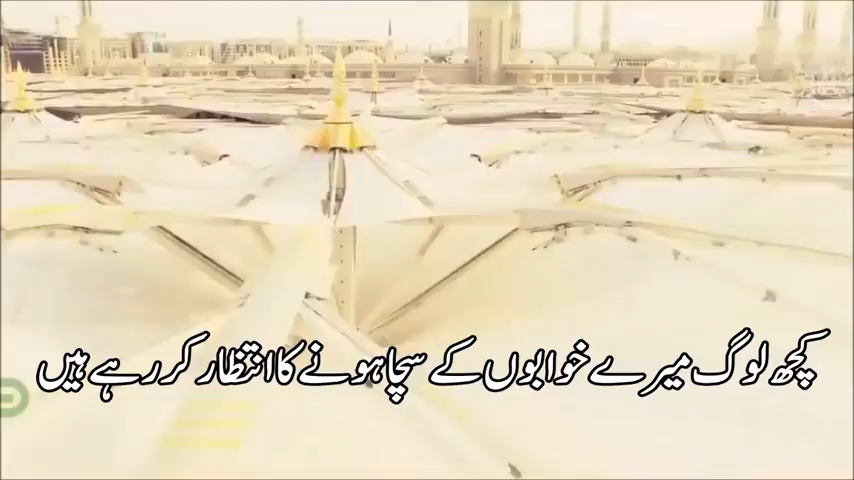 کچھ لوگ میرے خوابوں کے سچا ہونے کا انتظار کر رہے ہیں